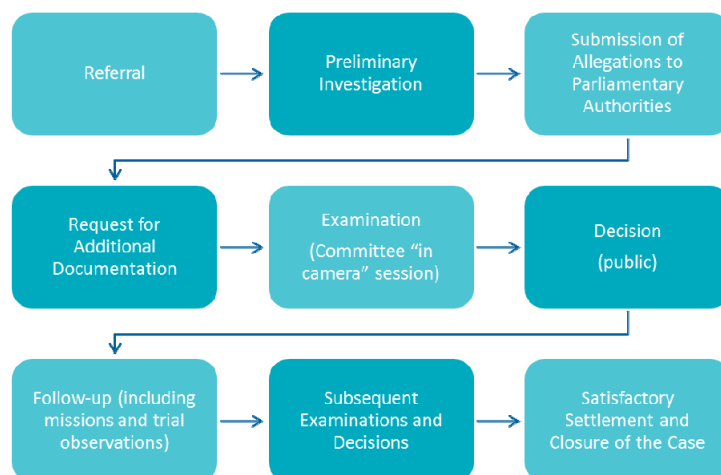 Referral
Preliminary
Investigation
Submission of
Allegations to
Parliamentary
Authorities
Request for
Additional
Documentation
Examination
(Committee “in
camera” session)
Decision
(public)
Follow-up (including
missions and trial
observations)
Subsequent
Examinations and
Decisions
Satisfactory
Settlement and
Closure of the Case